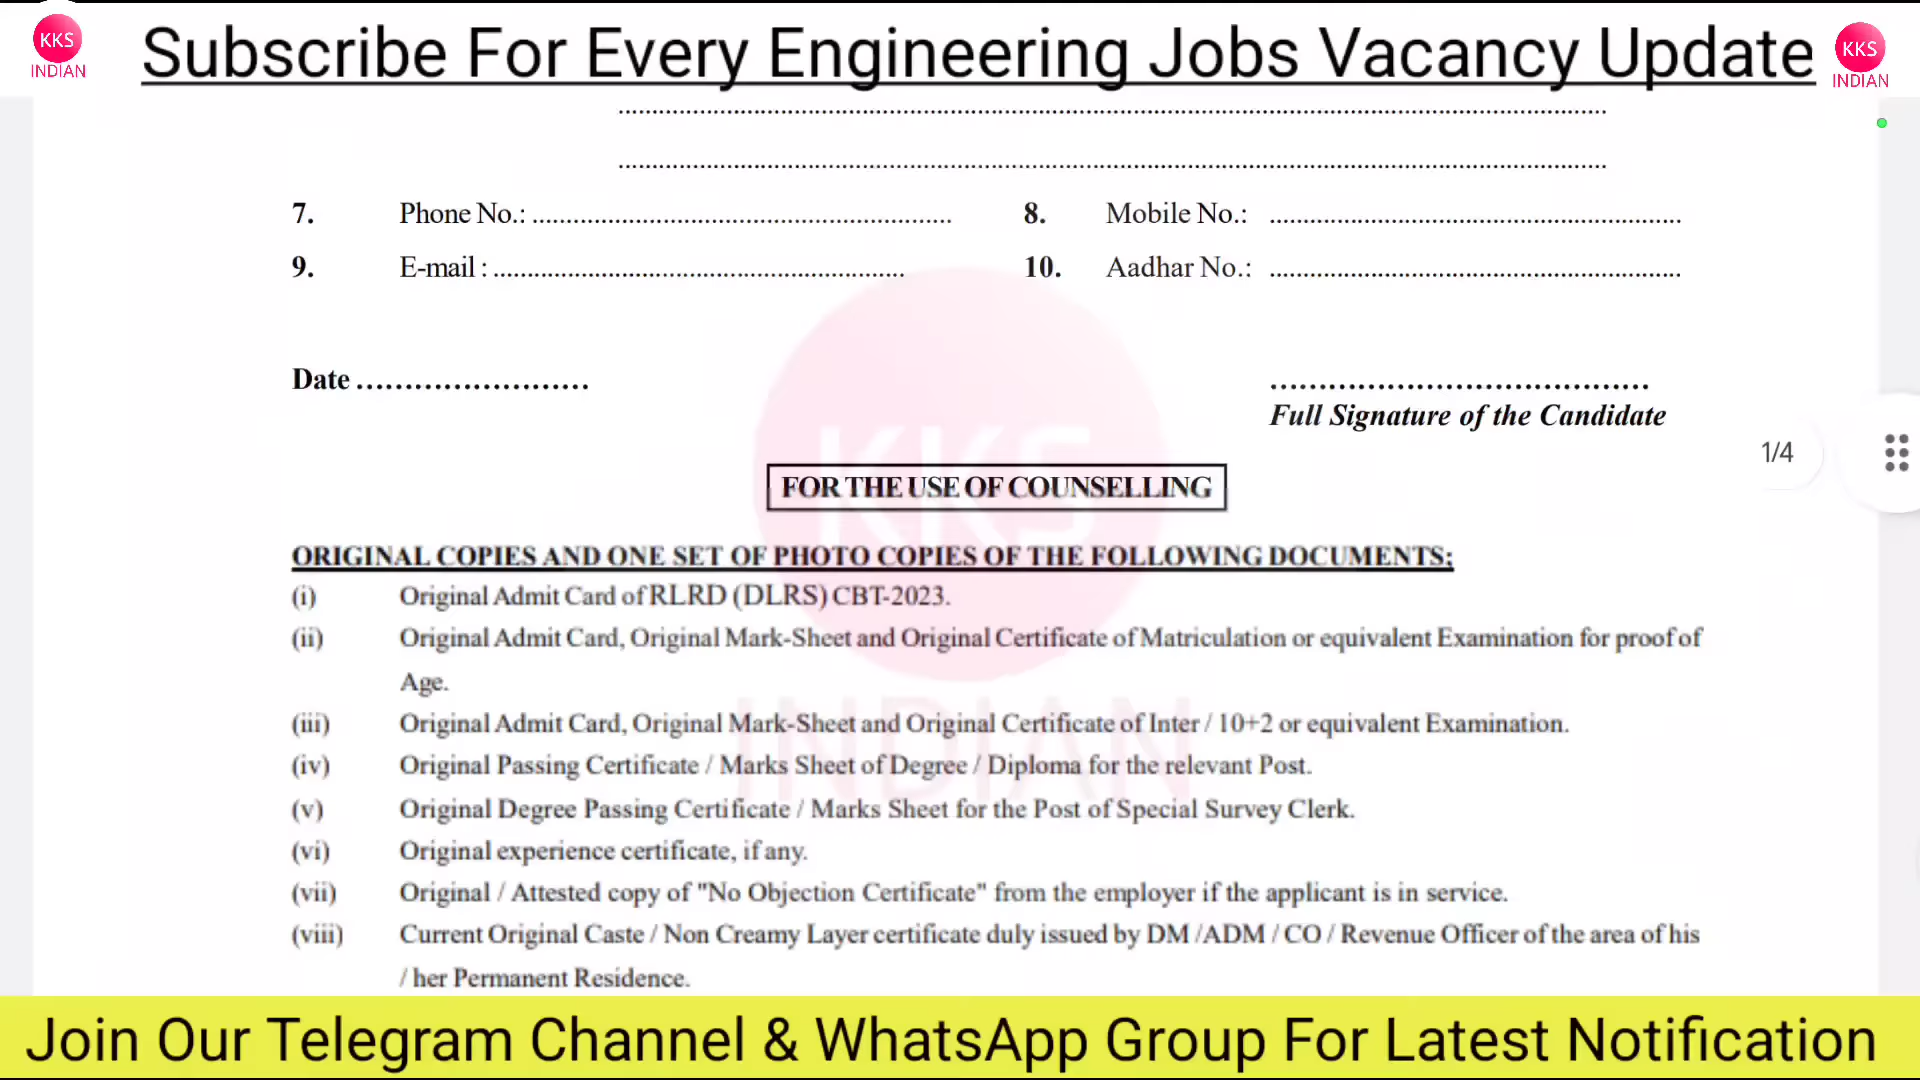 KKS
INDIAN
Subscribe For Every Engineering Jobs Vacancy Update
KKS
INDIAN
7. Phone No.: ............................................................. 8. Mobile No.: ............................................................
9. E-mail : ............................................................ 10. Aadhar No.: ............................................................
Date ........................
.......................................
Full Signature of the Candidate
1/4
FOR THE USE OF COUNSELLING
ORIGINAL COPIES AND ONE SET OF PHOTO COPIES OF THE FOLLOWING DOCUMENTS:
(i) Original Admit Card of RLRD (DLRS) CBT-2023.
(ii) Original Admit Card, Original Mark-Sheet and Original Certificate of Matriculation or equivalent Examination for proof of
Age.
(iii) Original Admit Card, Original Mark-Sheet and Original Certificate of Inter / 10+2 or equivalent Examination.
(iv) Original Passing Certificate / Marks Sheet of Degree / Diploma for the relevant Post.
(v) Original Degree Passing Certificate / Marks Sheet for the Post of Special Survey Clerk.
(vi) Original experience certificate, if any.
(vii) Original / Attested copy of "No Objection Certificate" from the employer if the applicant is in service.
(viii) Current Original Caste / Non Creamy Layer certificate duly issued by DM /ADM / CO / Revenue Officer of the area of his
/ her Permanent Residence.
KKS
INDIAN
Join Our Telegram Channel & WhatsApp Group For Latest Notification